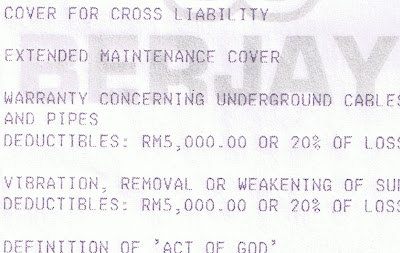 COVER FOR CROSS LIABILITY
EXTENDED MAINTENANCE COVER
BERJAY
WARRANTY CONCERNING UNDERGROUND CABLES
AND PIPES
DEDUCTIBLES: RM5,000.00 OR 20% OF LOSS
VIBRATION, REMOVAL OR WEAKENING OF
DEDUCTIBLES: RM5,000.00 OR 20% OF LOSS
DEFINITION OF 'ACT OF GOD'